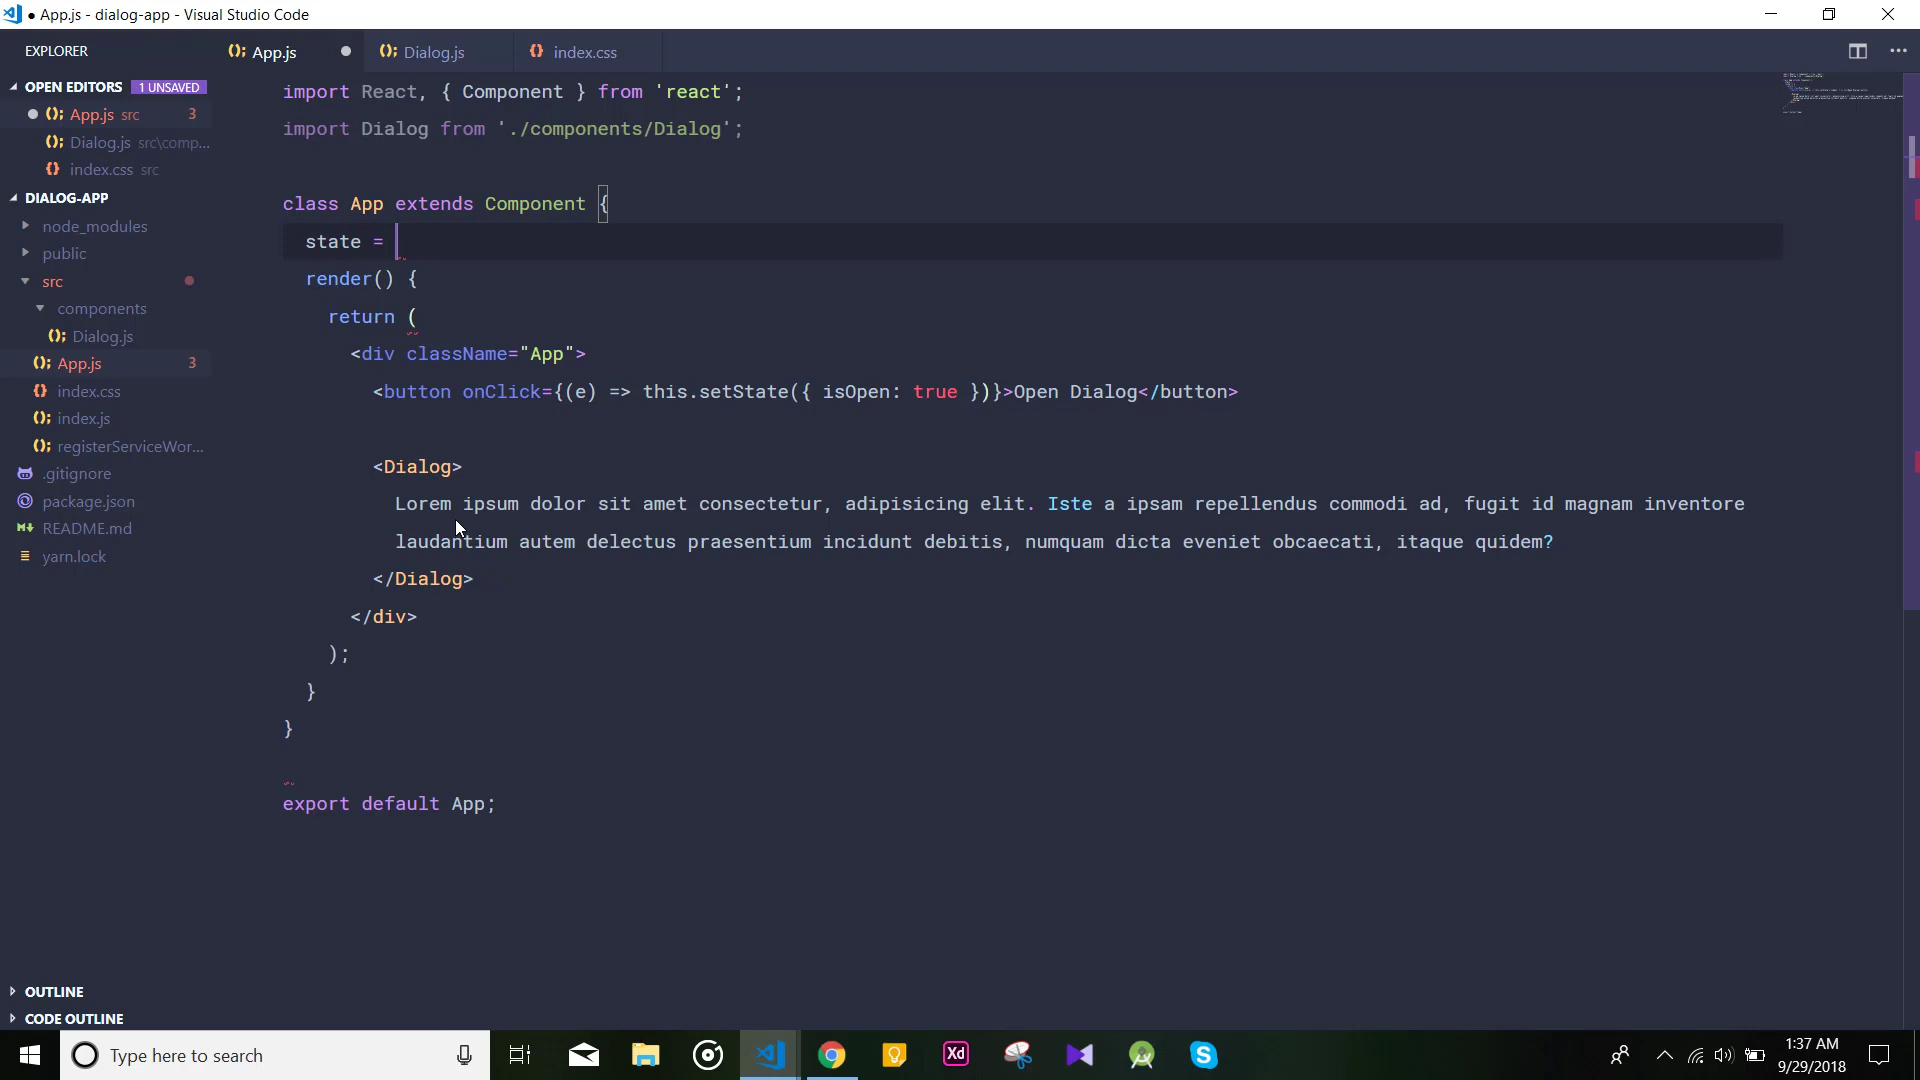 App.js - dialog-app - Visual Studio Code
EXPLORER
App.js
Dialog.js
index.css
OPEN EDITORS 1 UNSAVED
App.js src 3
Dialog.js src\comp...
index.css src
DIALOG-APP
node_modules
public
src
components
Dialog.js
App.js 3
index.css
index.js
registerServiceWor...
.gitignore
package.json
README.md
yarn.lock
OUTLINE
CODE OUTLINE
import React, { Component } from 'react';
import Dialog from './components/Dialog';
class App extends Component {
state =
render() {
return (
<div className="App">
<button onClick={(e) => this.setState({ isOpen: true })}>Open Dialog</button>
<Dialog>
Lorem ipsum dolor sit amet consectetur, adipisicing elit. Iste a ipsam repellendus commodi ad, fugit id magnam inventore
laudantium autem delectus praesentium incidunt debitis, numquam dicta eveniet obcaecati, itaque quidem?
</Dialog>
</div>
);
}
}
export default App;
Type here to search
Xd
1:37 AM
9/29/2018